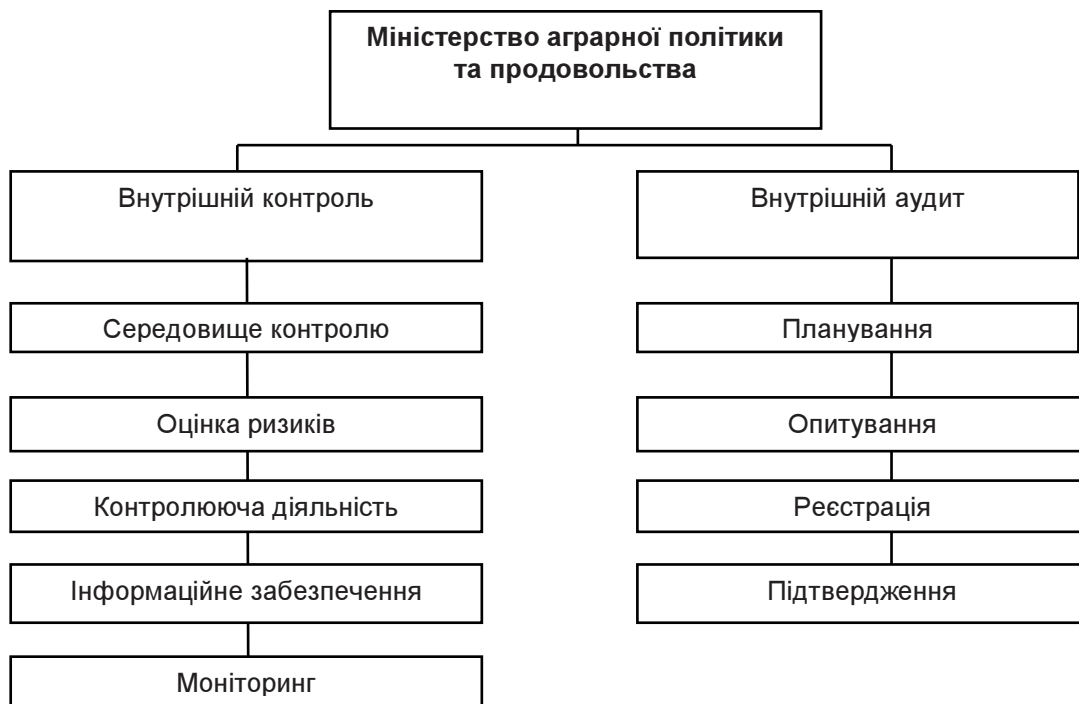 Міністерство аграрної політики
та продовольства
Внутрішній контроль
Внутрішній аудит
Середовище контролю
Планування
Оцінка ризиків
Опитування
Контролююча діяльність
Реєстрація
Інформаційне забезпечення
Підтвердження
Моніторинг